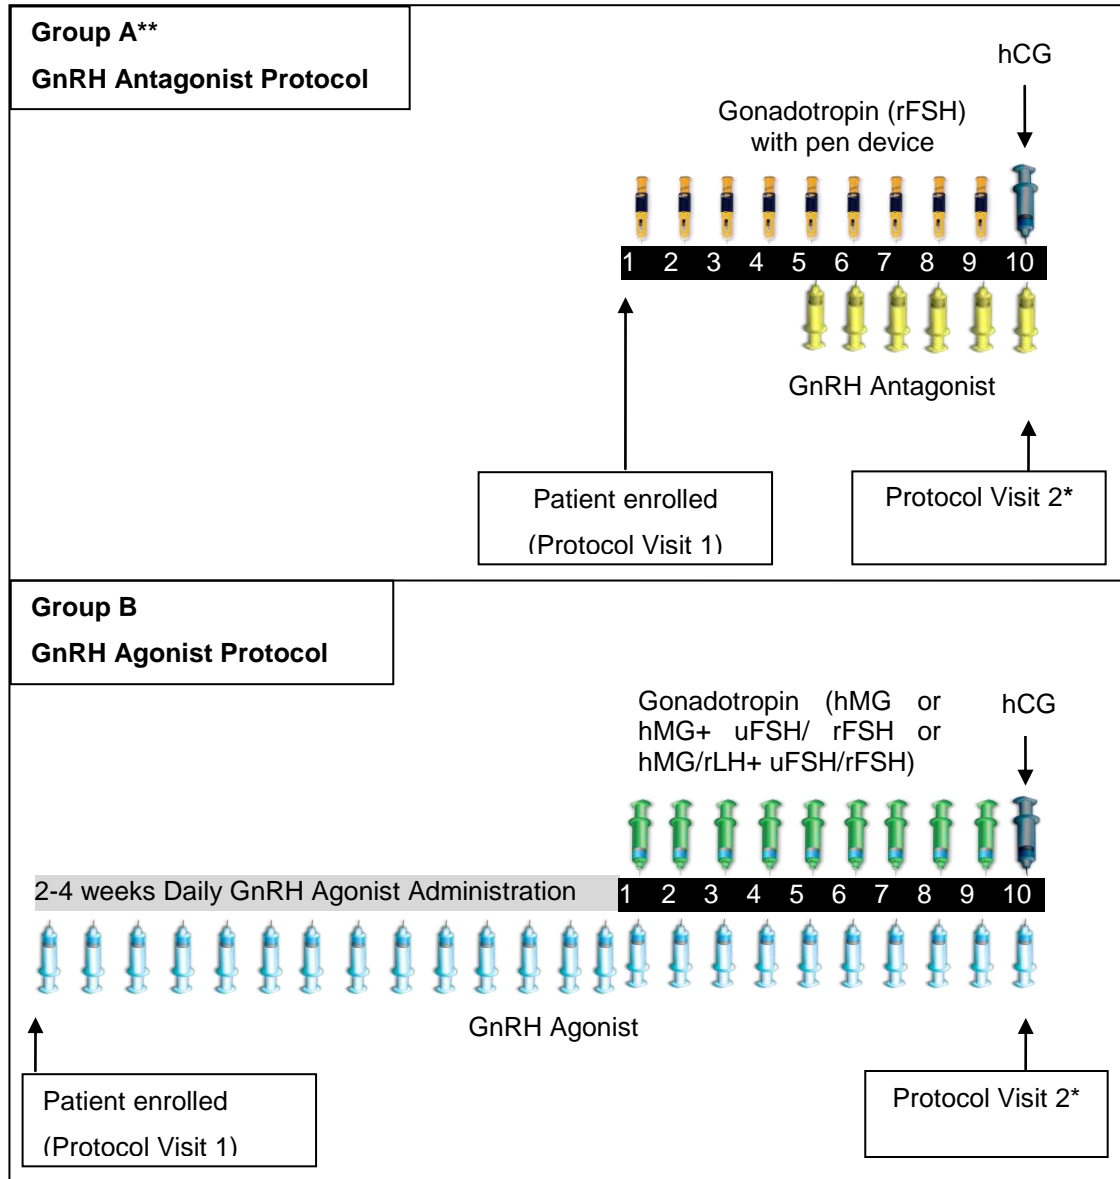 Group A**
GnRH Antagonist Protocol
hCG
Gonadotropin (rFSH)
with pen device
1 2 3 4 5 6 7 8 9 10
GnRH Antagonist
Patient enrolled
(Protocol Visit 1)
Protocol Visit 2*
Group B
GnRH Agonist Protocol
Gonadotropin (hMG or
hMG+ uFSH/ rFSH or
hMG/rLH+ uFSH/rFSH)
hCG
2-4 weeks Daily GnRH Agonist Administration
1 2 3 4 5 6 7 8 9 10
GnRH Agonist
Patient enrolled
(Protocol Visit 1)
Protocol Visit 2*